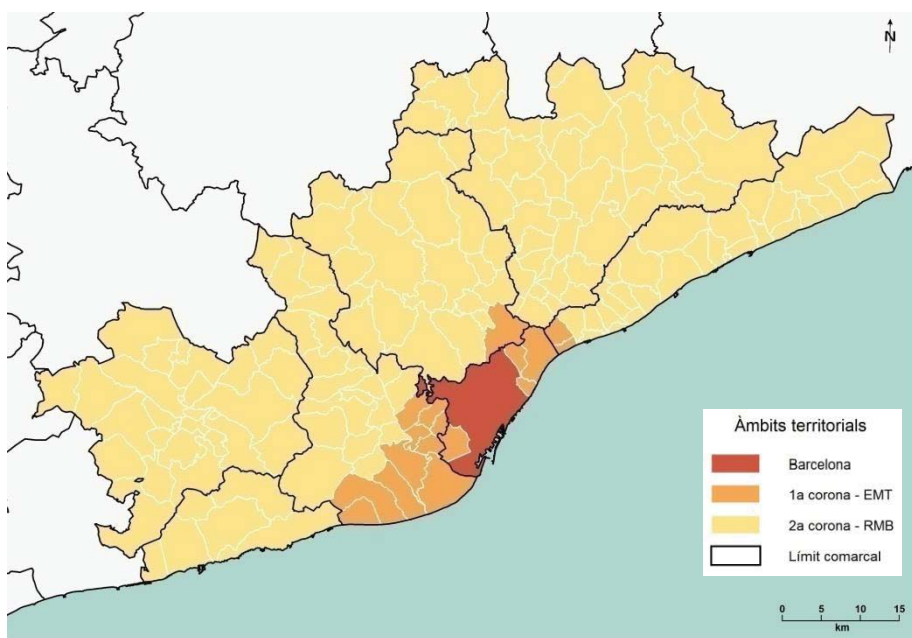 N
Àmbits territorials
Barcelona
1a corona - EMT
2a corona - RMB
Límit comarcal
0 5 10 15
km